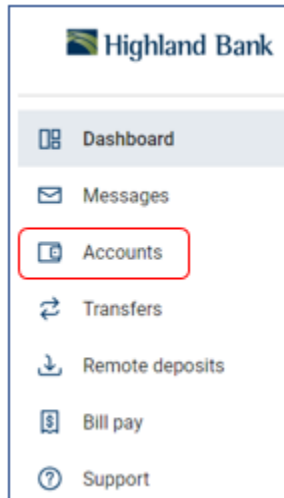 Highland Bank
Dashboard
Messages
Accounts
Transfers
Remote deposits
Bill pay
Support